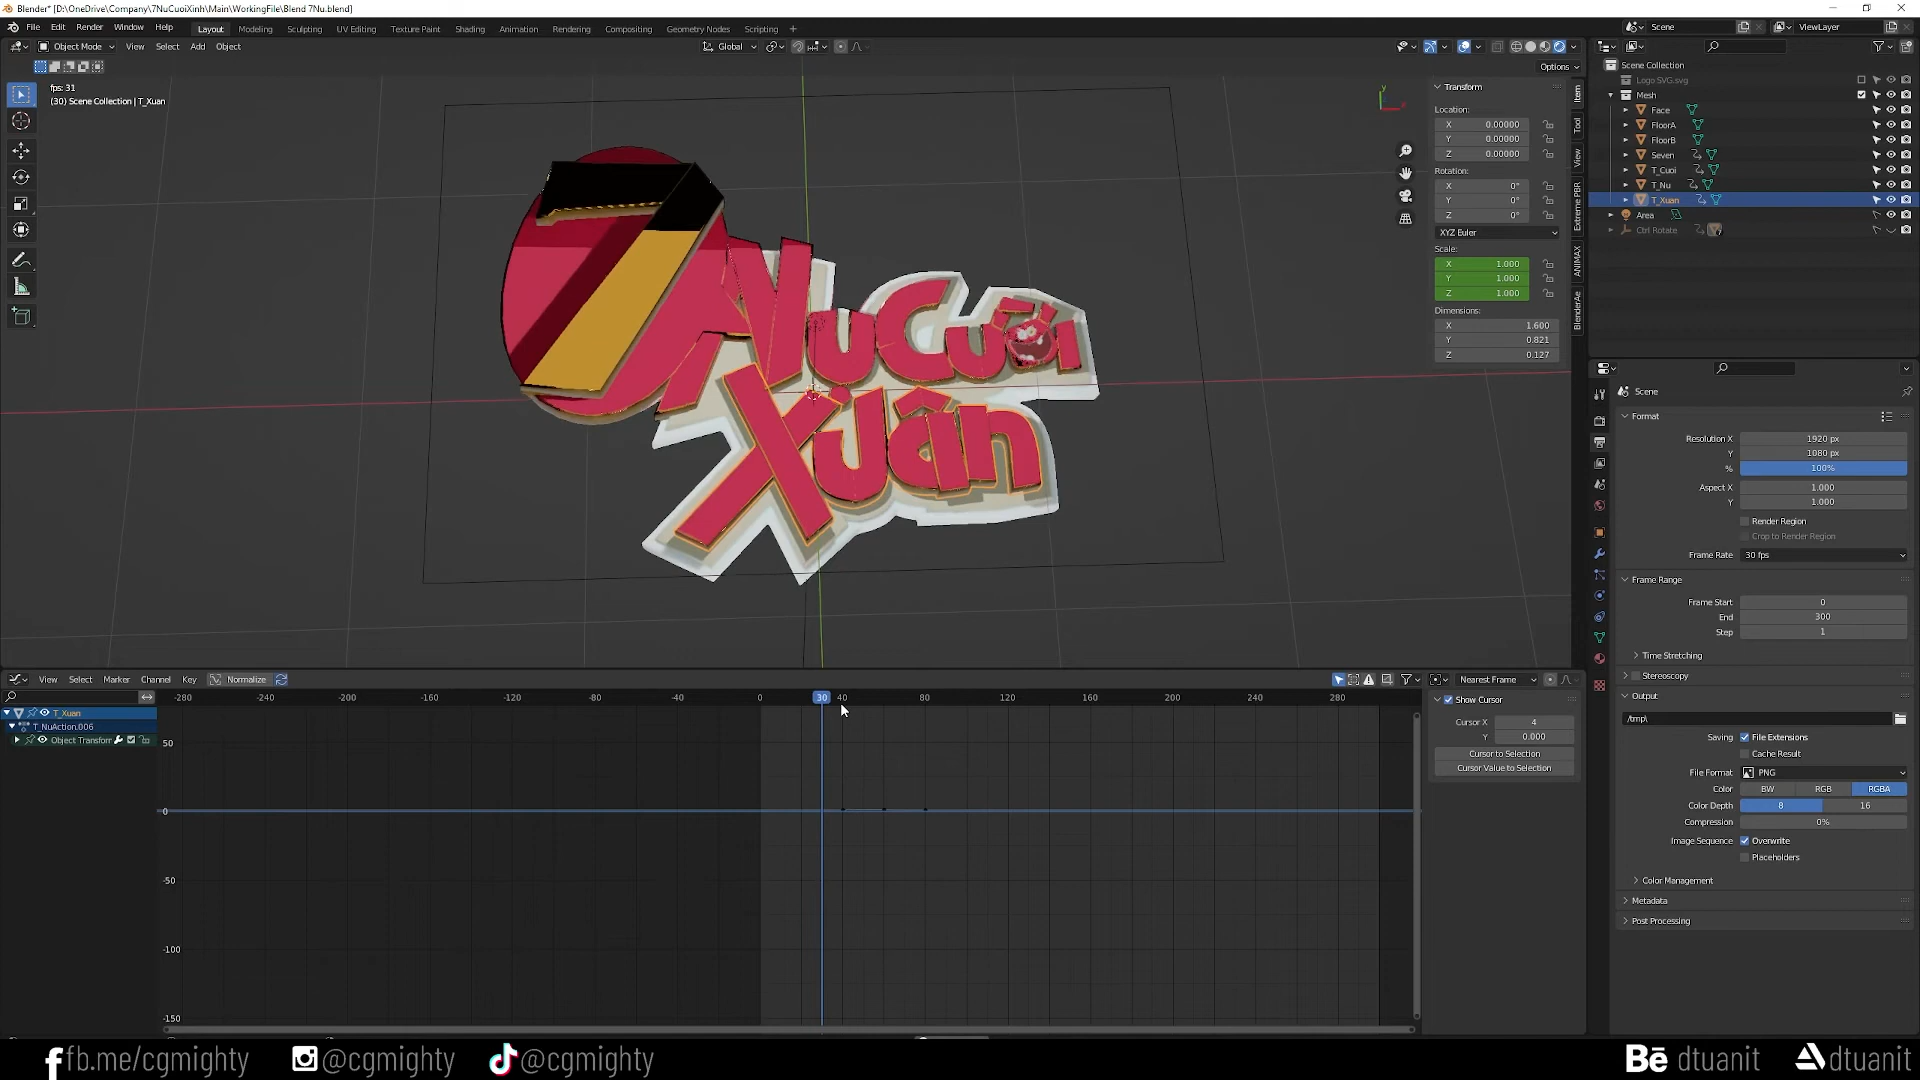 Blender* [D:\OneDrive\Company\7NuCuoiXinh\Main\WorkingFile\Blend 7Nu.blend]
File Edit Render Window Help Layout Modeling Sculpting UV Editing Texture Paint Shading Animation Rendering Compositing Geometry Nodes Scripting +
Scene ViewLayer
Object Mode View Select Add Object Global
Options
fps: 31
(30) Scene Collection | T_Xuan
7 Nụ Cười
Xuân
Transform
Location:
X 0.00000
Y 0.00000
Z 0.00000
Rotation:
X 0°
Y 0°
Z 0°
XYZ Euler
Scale:
X 1.000
Y 1.000
Z 1.000
Dimensions:
X 1.600
Y 0.821
Z 0.127
Item
Tool
View
Extreme PBR
ANIMAX
BlenderAe
Scene Collection
Logo SVG.svg
Mesh
Face
FloorA
FloorB
Seven
T_Cuoi
T_Nu
T_Xuan
Area
Ctrl Rotate
Scene
Format
Resolution X 1920 px
Y 1080 px
% 100%
Aspect X 1.000
Y 1.000
Render Region
Crop to Render Region
Frame Rate 30 fps
Frame Range
Frame Start 0
End 300
Step 1
Time Stretching
Stereoscopy
Output
/tmp\
Saving File Extensions
Cache Result
File Format PNG
Color BW RGB RGBA
Color Depth 8 16
Compression 0%
Image Sequence Overwrite
Placeholders
Color Management
Metadata
Post Processing
View Select Marker Channel Key Normalize
Nearest Frame
-280 -240 -200 -160 -120 -80 -40 0 30 40 80 120 160 200 240 280
T_Xuan
T_NuAction.006
Object Transform
50
0
-50
-100
-150
Show Cursor
Cursor X 4
Y 0.000
Cursor to Selection
Cursor Value to Selection
fb.me/cgmighty @cgmighty @cgmighty Bē dtuanit dtuanit